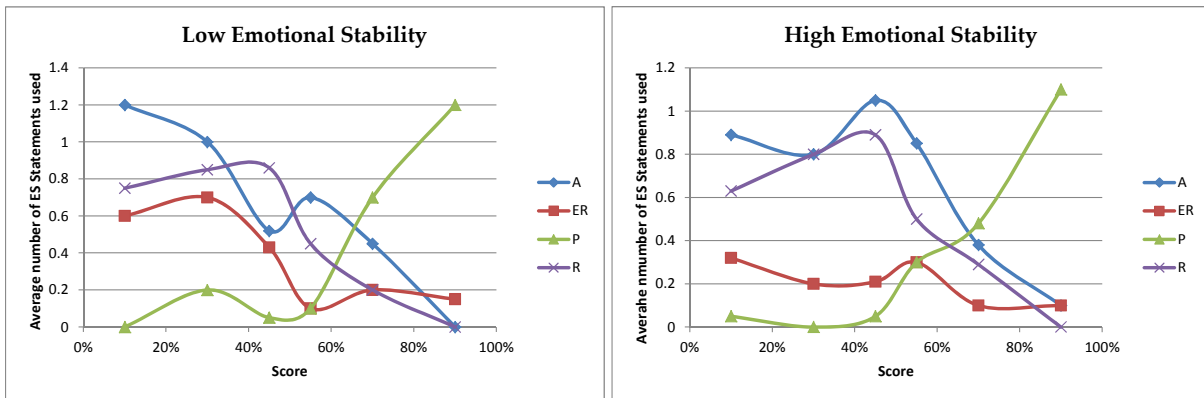 Low Emotional Stability
Average number of ES Statements used
1.4
1.2
1
0.8
0.6
0.4
0.2
0
0%
20%
40%
60%
80%
100%
Score
A
ER
P
R
High Emotional Stability
Averahe nmumber of ES Statements used
1.2
1
0.8
0.6
0.4
0.2
0
0%
20%
40%
60%
80%
100%
Score
A
ER
P
R